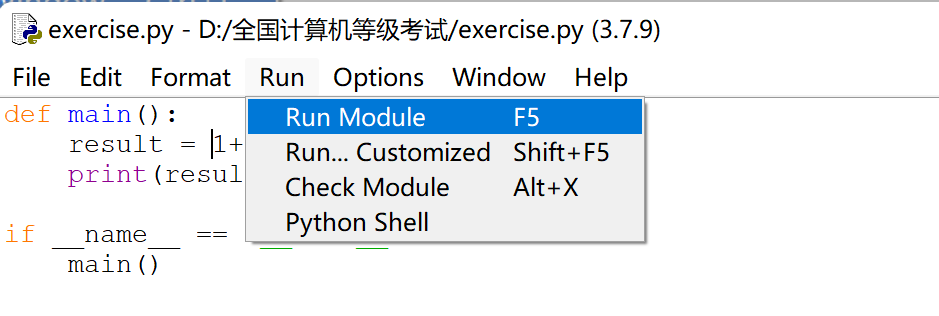 exercise.py - D:/全国计算机等级考试/exercise.py (3.7.9)
File Edit Format Run Options Window Help
def main():
Run Module F5
result = 1+
Run... Customized Shift+F5
print(resul
Check Module Alt+X
Python Shell
if __name__ == __ __
main()